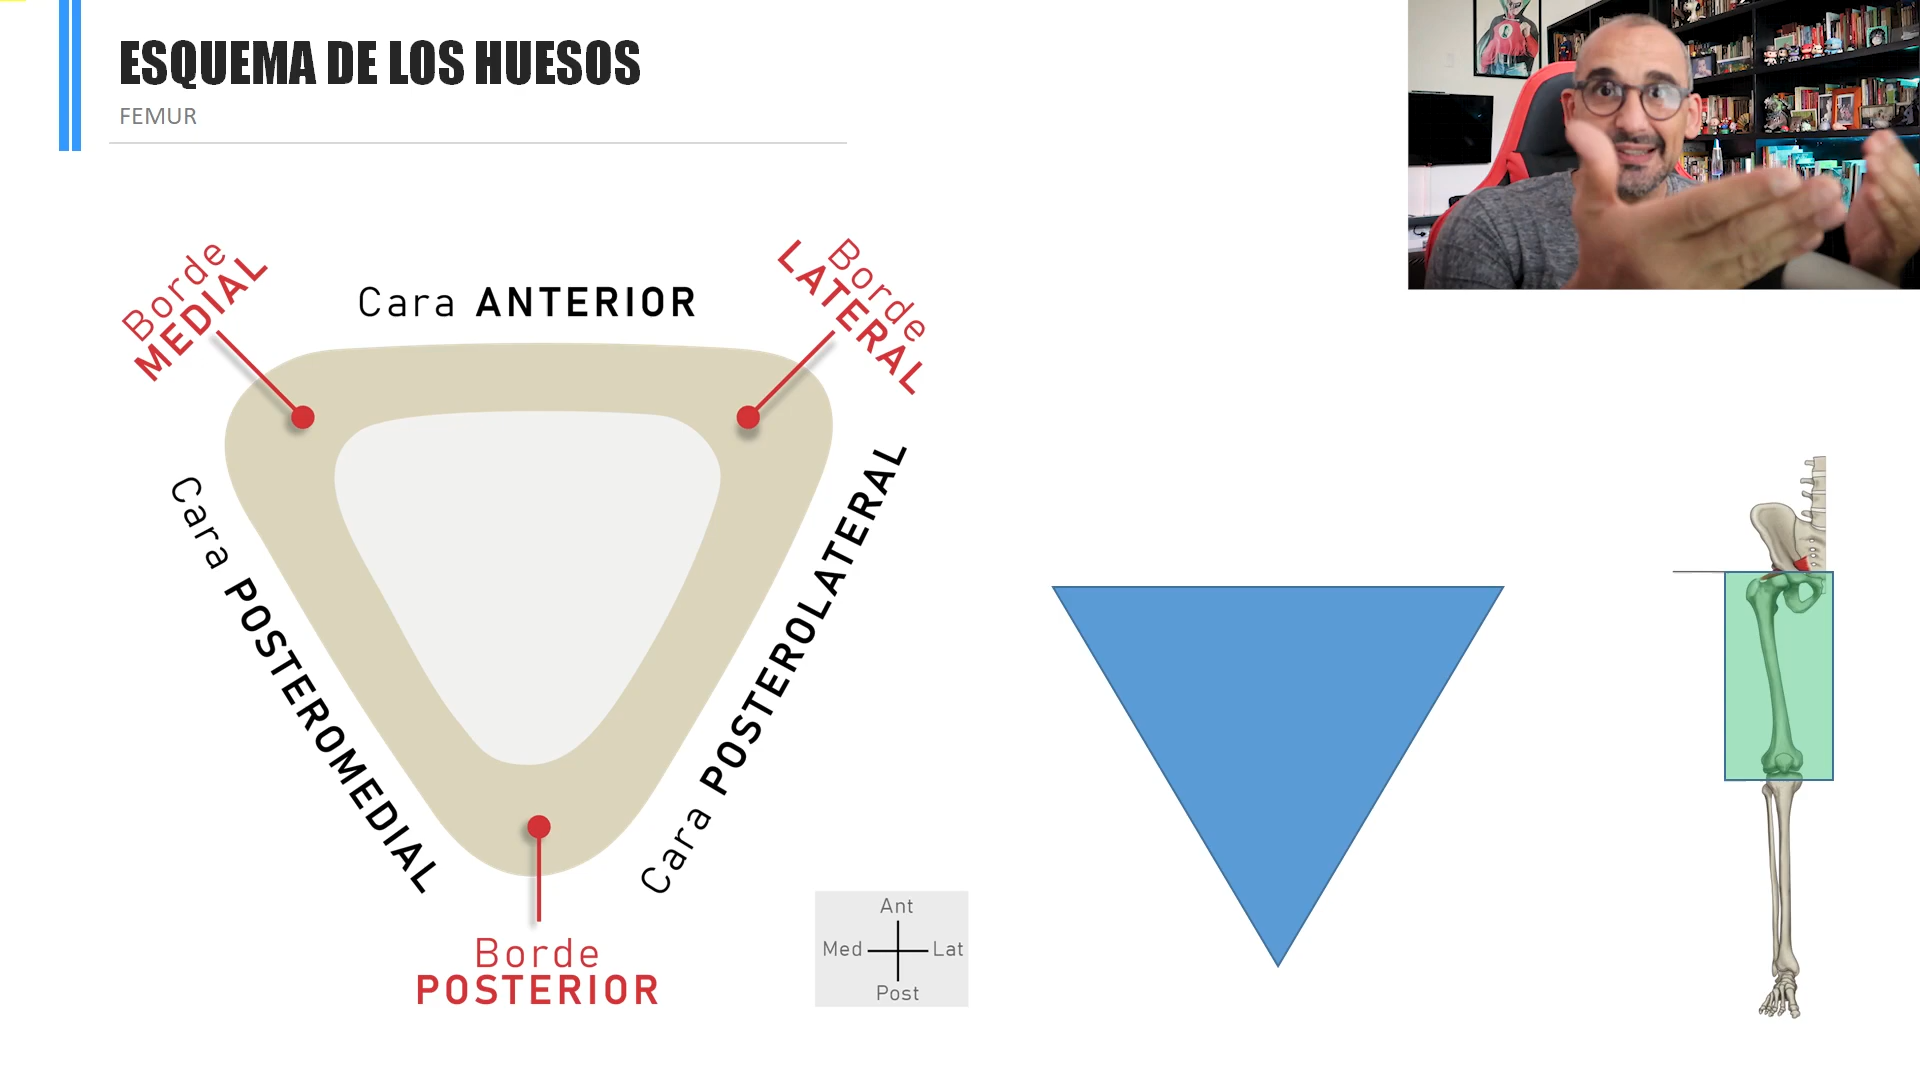 ESQUEMA DE LOS HUESOS
FEMUR
Borde
MEDIAL
Cara ANTERIOR
Borde
LATERAL
Cara POSTEROMEDIAL
Cara POSTEROLATERAL
Borde
POSTERIOR
Ant
Med
Lat
Post